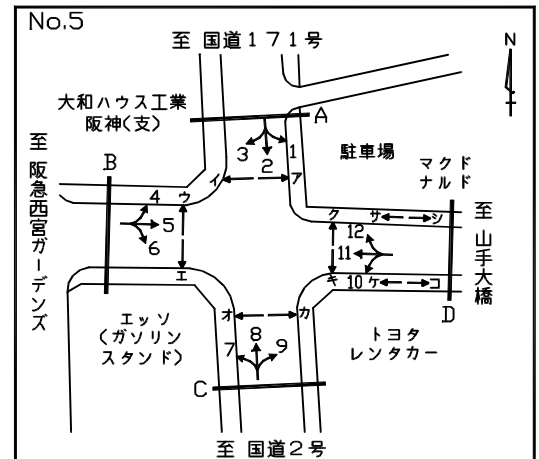 No.5
至 国道171号
N
大和ハウス工業
阪神(支)
A
駐車場
マクド
ナルド
至 阪急西宮ガーデンズ
B
3
2
1
イ
ア
4
ウ
5
6
エ
ク
サ
シ
12
11
キ
10
ケ
コ
至 山手大橋
D
エッソ
(ガソリン
スタンド)
オ
カ
7
8
9
トヨタ
レンタカー
C
至 国道2号